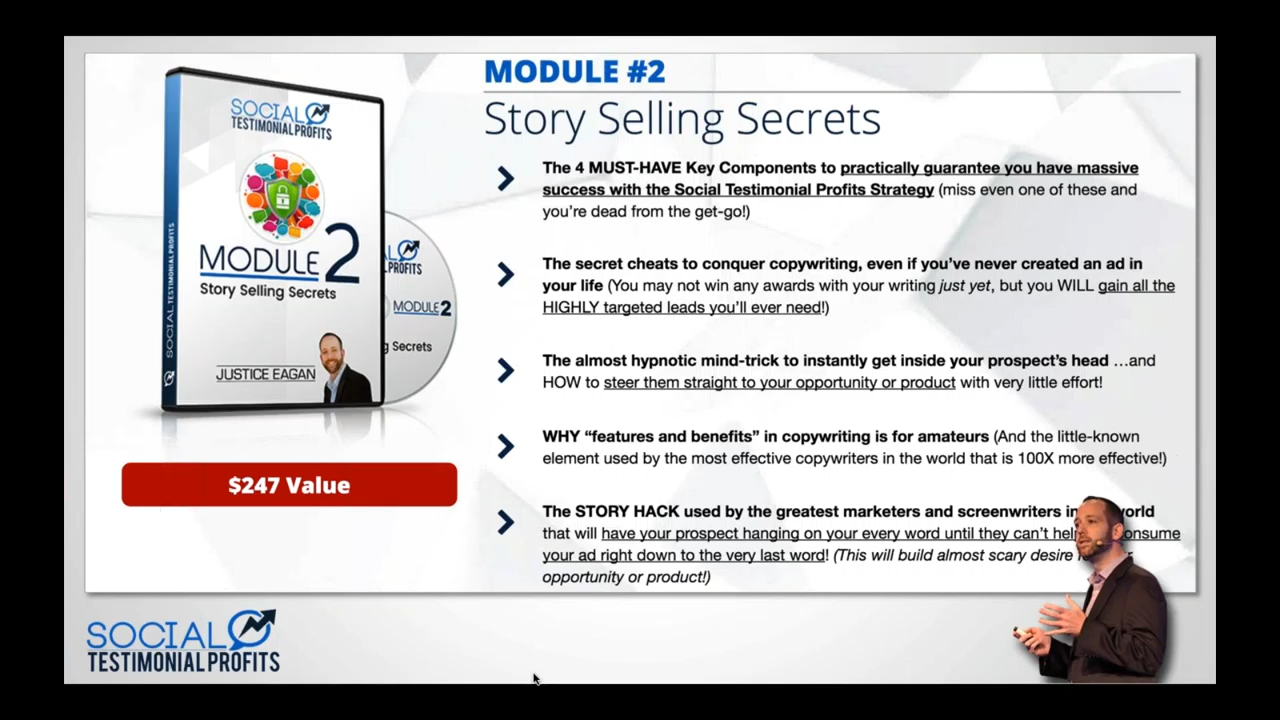 MODULE #2
Story Selling Secrets
The 4 MUST-HAVE Key Components to practically guarantee you have massive
success with the Social Testimonial Profits Strategy (miss even one of these and
you're dead from the get-go!)
The secret cheats to conquer copywriting, even if you've never created an ad in
your life (You may not win any awards with your writing just yet, but you WILL gain all the
HIGHLY targeted leads you'll ever need!)
The almost hypnotic mind-trick to instantly get inside your prospect's head …and
HOW to steer them straight to your opportunity or product with very little effort!
WHY “features and benefits” in copywriting is for amateurs (And the little-known
element used by the most effective copywriters in the world that is 100X more effective!)
The STORY HACK used by the greatest marketers and screenwriters in world
that will have your prospect hanging on your every word until they can't help consume
your ad right down to the very last word! (This will build almost scary desire
opportunity or product!)
SOCIAL
TESTIMONIAL PROFITS
MODULE 2
Story Selling Secrets
JUSTICE EAGAN
SOCIAL TESTIMONIAL PROFITS
PROFITS
MODULE 2
g Secrets
$247 Value
SOCIAL
TESTIMONIAL PROFITS